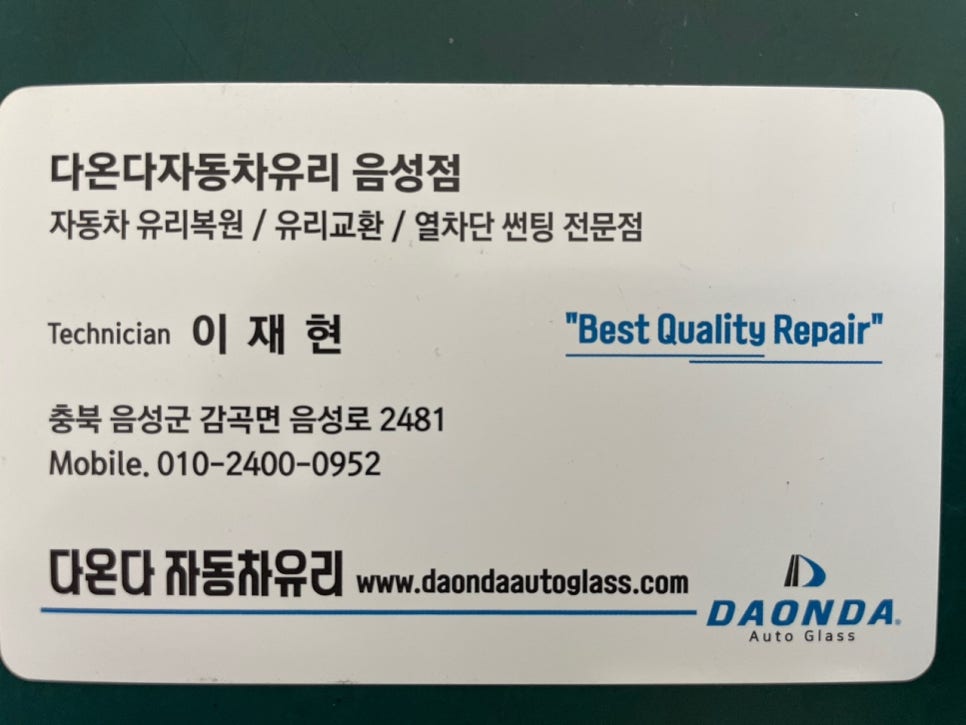 다온다자동차유리 음성점
자동차 유리복원 / 유리교환 / 열차단 썬팅 전문점
Technician 이 재 현
"Best Quality Repair"
충북 음성군 감곡면 음성로 2481
Mobile. 010-2400-0952
다온다 자동차유리 www.daondaautoglass.com
DAONDA®
Auto Glass